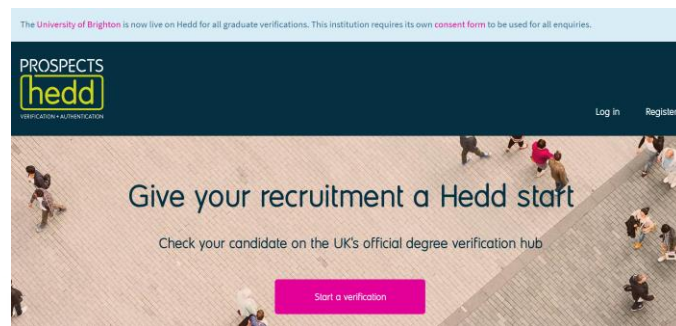 The University of Brighton is now live on Hedd for all graduate verifications. This institution requires its own consent form to be used for all enquiries.
PROSPECTS
hedd
VERIFICATION + AUTHENTICATION
Log in Register
Give your recruitment a Hedd start
Check your candidate on the UK's official degree verification hub
Start a verification